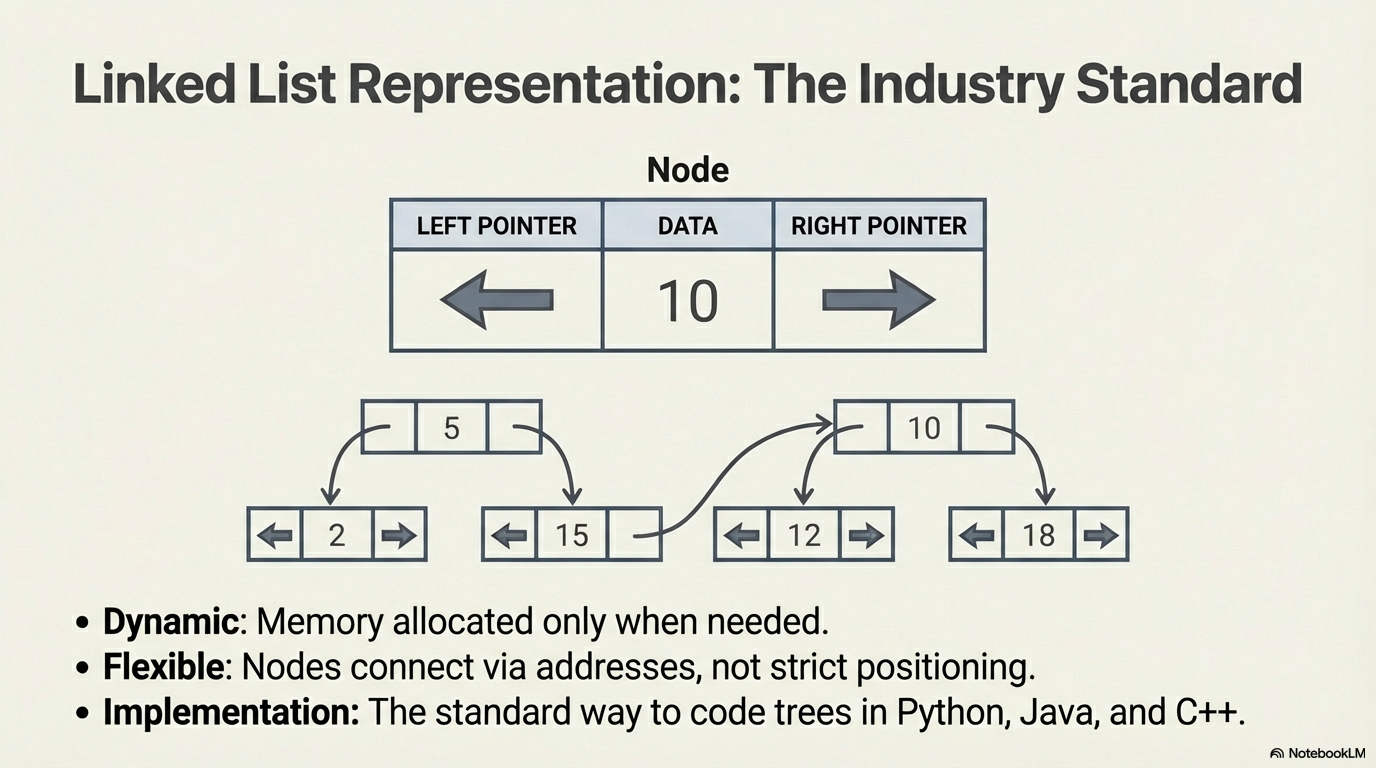 Linked List Representation: The Industry Standard
Node
LEFT POINTER DATA RIGHT POINTER
10
5 10
2 15 12 18
• Dynamic: Memory allocated only when needed.
• Flexible: Nodes connect via addresses, not strict positioning.
• Implementation: The standard way to code trees in Python, Java, and C++.
NotebookLM